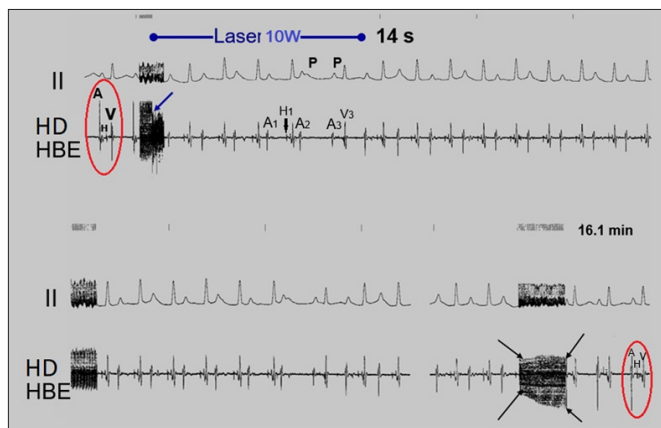 Laser 10W 14 s
P P
II
A
H V
H1 V3
A1 A2 A3
HD
HBE
16.1 min
II
A V
H
HD
HBE